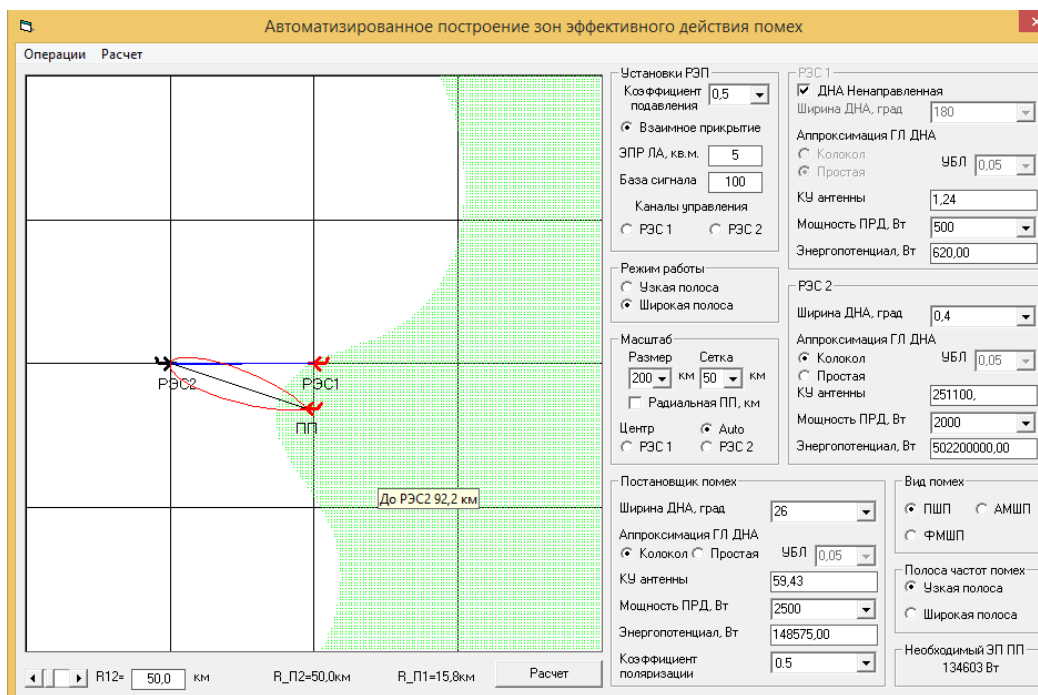 Автоматизированное построение зон эффективного действия помех
Операции Расчет
РЭС2
РЭС1
ПП
До РЭС2 92,2 км
R12= 50,0 км R_П2=50,0км R_П1=15,8км Расчет
Установки РЭП
Коэффициент подавления 0,5
Взаимное прикрытие
ЭПР ЛА, кв.м. 5
База сигнала 100
Каналы управления
РЭС 1 РЭС 2
Режим работы
Узкая полоса
Широкая полоса
Масштаб
Размер Сетка
200 км 50 км
Радиальная ПП, км
Центр Auto
РЭС 1 РЭС 2
РЭС 1
ДНА Ненаправленная
Ширина ДНА, град 180
Аппроксимация ГЛ ДНА
Колокол
Простая
УБЛ 0,05
КУ антенны 1,24
Мощность ПРД, Вт 500
Энергопотенциал, Вт 620,00
РЭС 2
Ширина ДНА, град 0,4
Аппроксимация ГЛ ДНА
Колокол УБЛ 0,05
Простая
КУ антенны 251100,
Мощность ПРД, Вт 2000
Энергопотенциал, Вт 502200000,00
Постановщик помех
Ширина ДНА, град 26
Аппроксимация ГЛ ДНА
Колокол Простая УБЛ 0,05
КУ антенны 59,43
Мощность ПРД, Вт 2500
Энергопотенциал, Вт 148575,00
Коэффициент поляризации 0.5
Вид помех
ПШП АМШП
ФМШП
Полоса частот помех
Узкая полоса
Широкая полоса
Необходимый ЭП ПП
134603 Вт